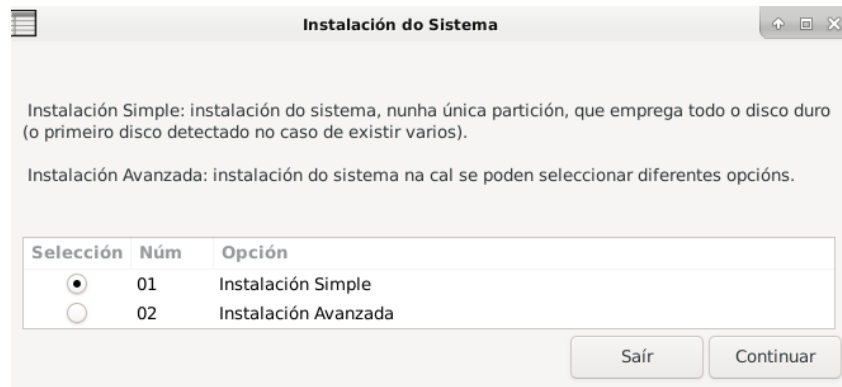 Instalación do Sistema
Instalación Simple: instalación do sistema, nunha única partición, que emprega todo o disco duro
(o primeiro disco detectado no caso de existir varios).
Instalación Avanzada: instalación do sistema na cal se poden seleccionar diferentes opcións.
Selección Núm Opción
01 Instalación Simple
02 Instalación Avanzada
Saír Continuar